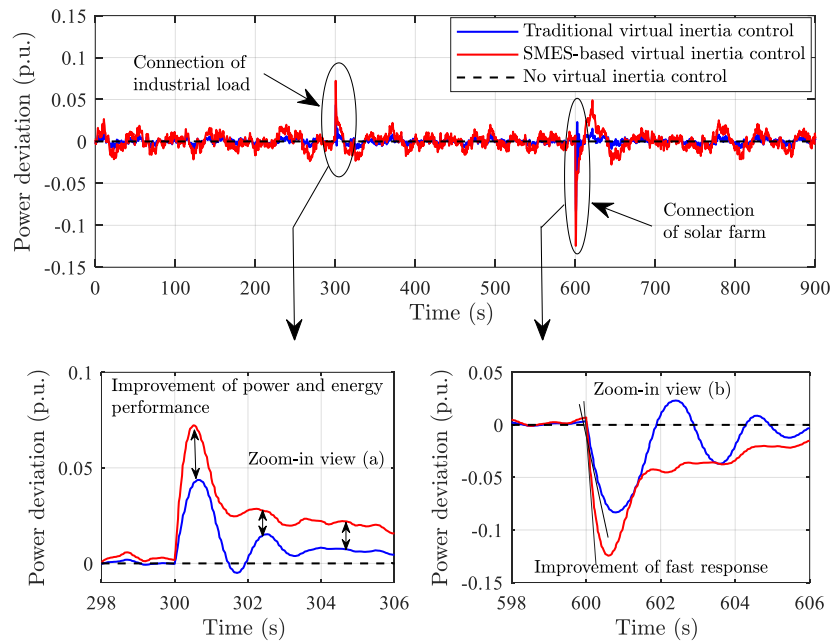 0.15
0.1
0.05
0
-0.05
-0.1
-0.15
Power deviation (p.u.)
Traditional virtual inertia control
SMES-based virtual inertia control
No virtual inertia control
Connection of
industrial load
Connection
of solar farm
0 100 200 300 400 500 600 700 800 900
Time (s)
0.1
0.05
0
Power deviation (p.u.)
Improvement of power and energy
performance
Zoom-in view (a)
298 300 302 304 306
Time (s)
0.05
0
-0.05
-0.1
-0.15
Power deviation (p.u.)
Zoom-in view (b)
Improvement of fast response
598 600 602 604 606
Time (s)